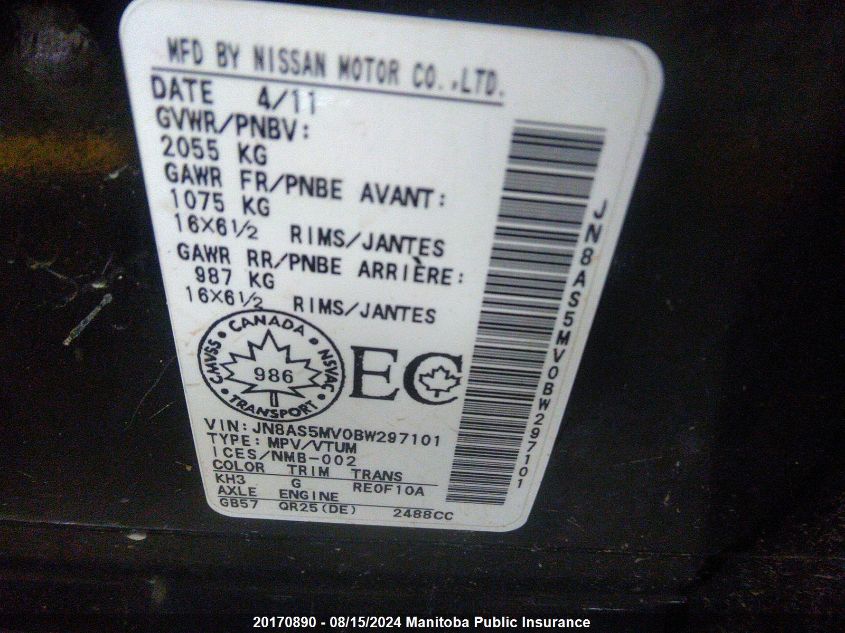 MFD BY NISSAN MOTOR CO.,LTD.
DATE 4/11
GVWR/PNBV:
2055 KG
GAWR FR/PNBE AVANT:
1075 KG
16X6½ RIMS/JANTES
GAWR RR/PNBE ARRIÈRE:
987 KG
16X6½ RIMS/JANTES
CANADA
CMVSS • NSVAC
986
TRANSPORT
EC
VIN: JN8AS5MV0BW297101
TYPE: MPV/VTUM
ICES/NMB-002
COLOR TRIM TRANS
KH3 G RE0F10A
AXLE ENGINE
GB57 QR25(DE) 2488CC
JN8AS5MV0BW297101
20170890 - 08/15/2024 Manitoba Public Insurance